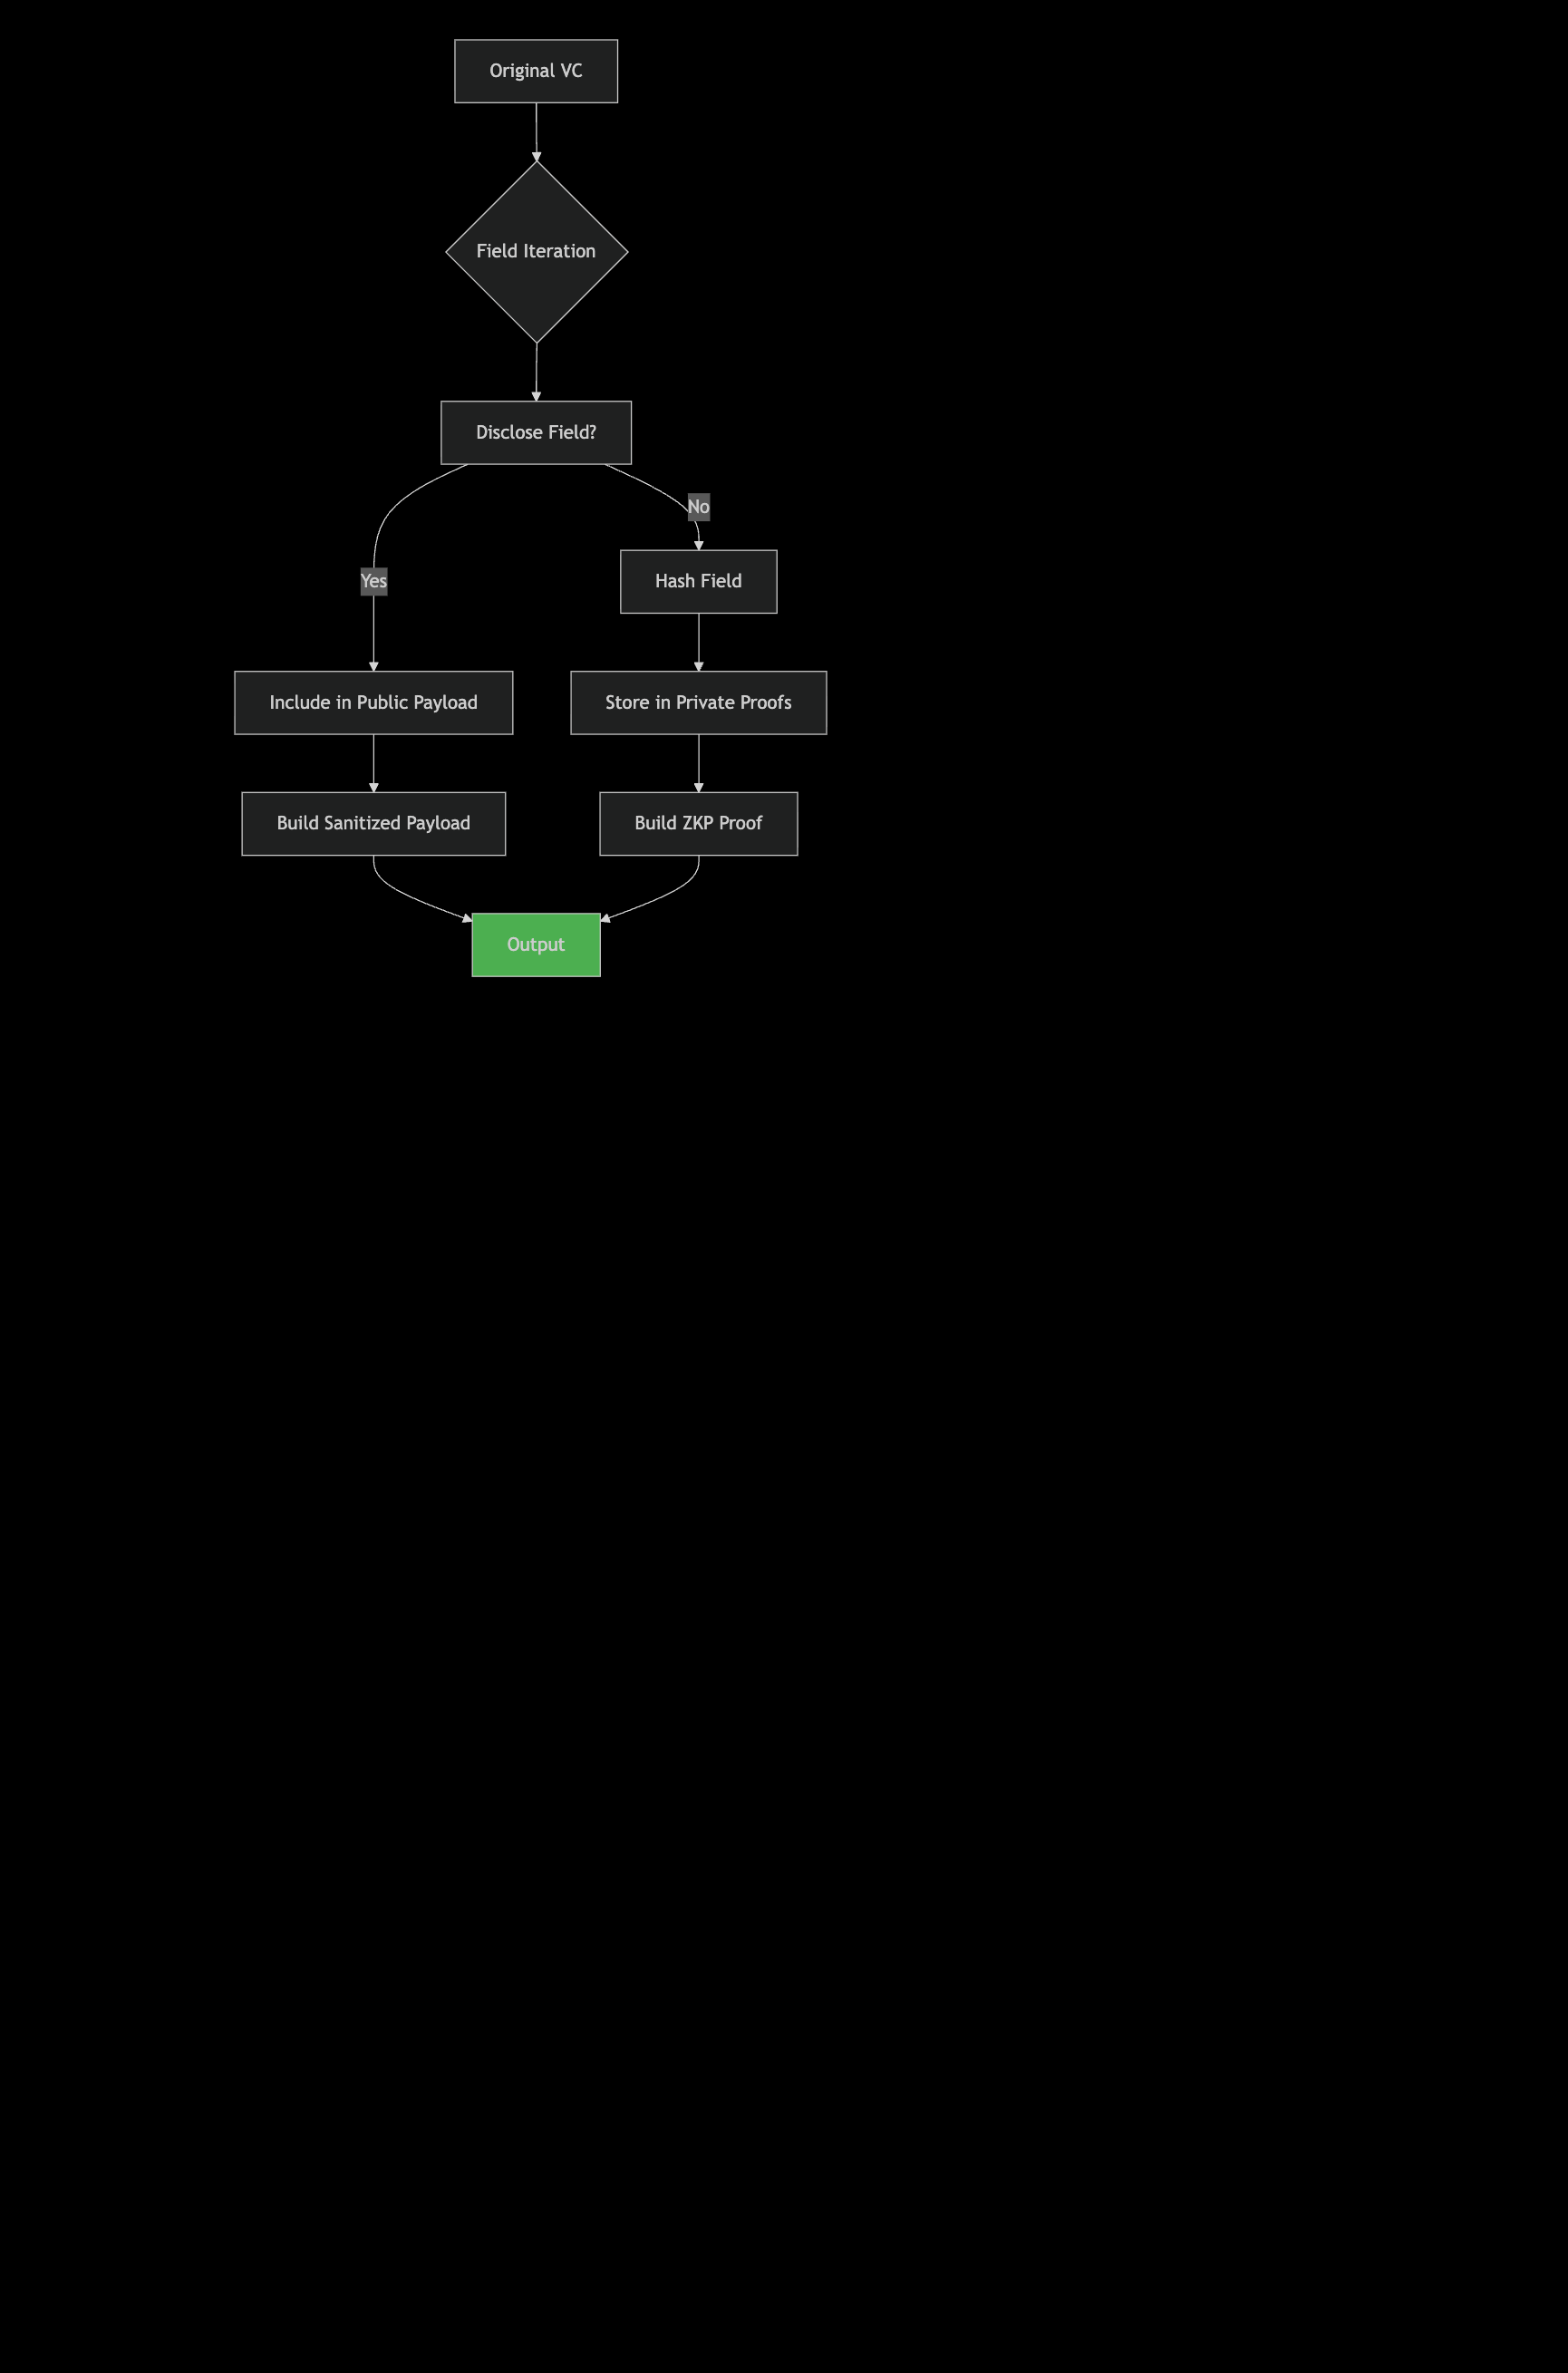 Original VC
Field Iteration
Disclose Field?
No
Yes
Hash Field
Include in Public Payload
Store in Private Proofs
Build Sanitized Payload
Build ZKP Proof
Output